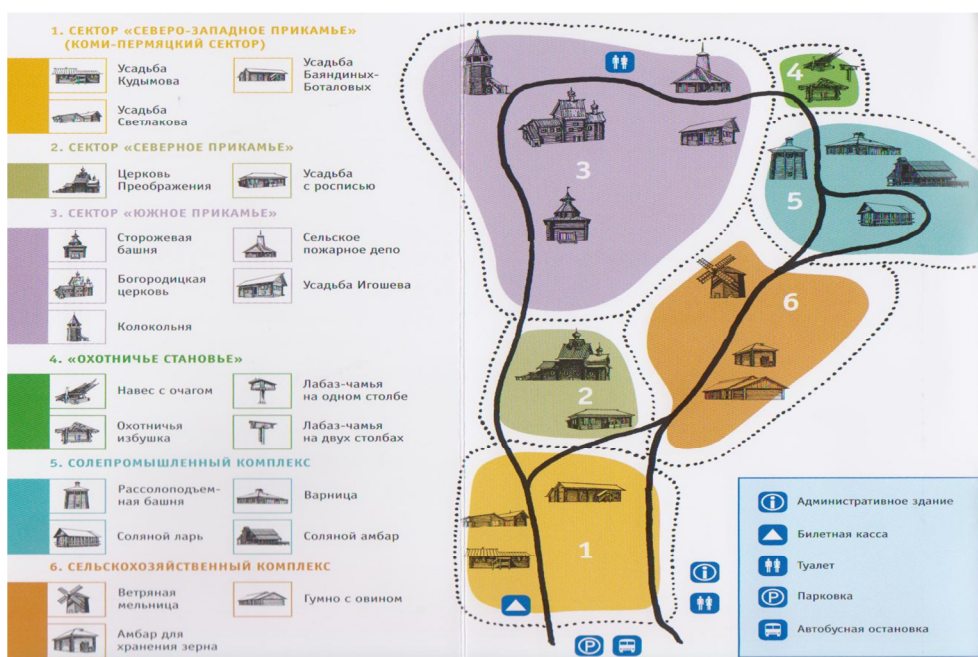 1. СЕКТОР «СЕВЕРО-ЗАПАДНОЕ ПРИКАМЬЕ»
(КОМИ-ПЕРМЯЦКИЙ СЕКТОР)
Усадьба
Кудымова
Усадьба
Баяндиных-
Боталовых
Усадьба
Светлакова
2. СЕКТОР «СЕВЕРНОЕ ПРИКАМЬЕ»
Церковь
Преображения
Усадьба
с росписью
3. СЕКТОР «ЮЖНОЕ ПРИКАМЬЕ»
Сторожевая
башня
Сельское
пожарное депо
Богородицкая
церковь
Усадьба Игошева
Колокольня
4. «ОХОТНИЧЬЕ СТАНОВЬЕ»
Навес с очагом
Лабаз-чамья
на одном столбе
Охотничья
избушка
Лабаз-чамья
на двух столбах
5. СОЛЕПРОМЫШЛЕННЫЙ КОМПЛЕКС
Рассолоподъем-
ная башня
Варница
Соляной ларь
Соляной амбар
6. СЕЛЬСКОХОЗЯЙСТВЕННЫЙ КОМПЛЕКС
Ветряная
мельница
Гумно с овином
Амбар для
хранения зерна
4
3
5
6
2
1
i
P
i
Административное здание
Билетная касса
Туалет
P
Парковка
Автобусная остановка